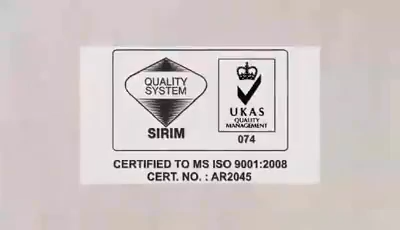 QUALITY
SYSTEM
SIRIM
UKAS
QUALITY
MANAGEMENT
074
CERTIFIED TO MS ISO 9001:2008
CERT. NO. : AR2045